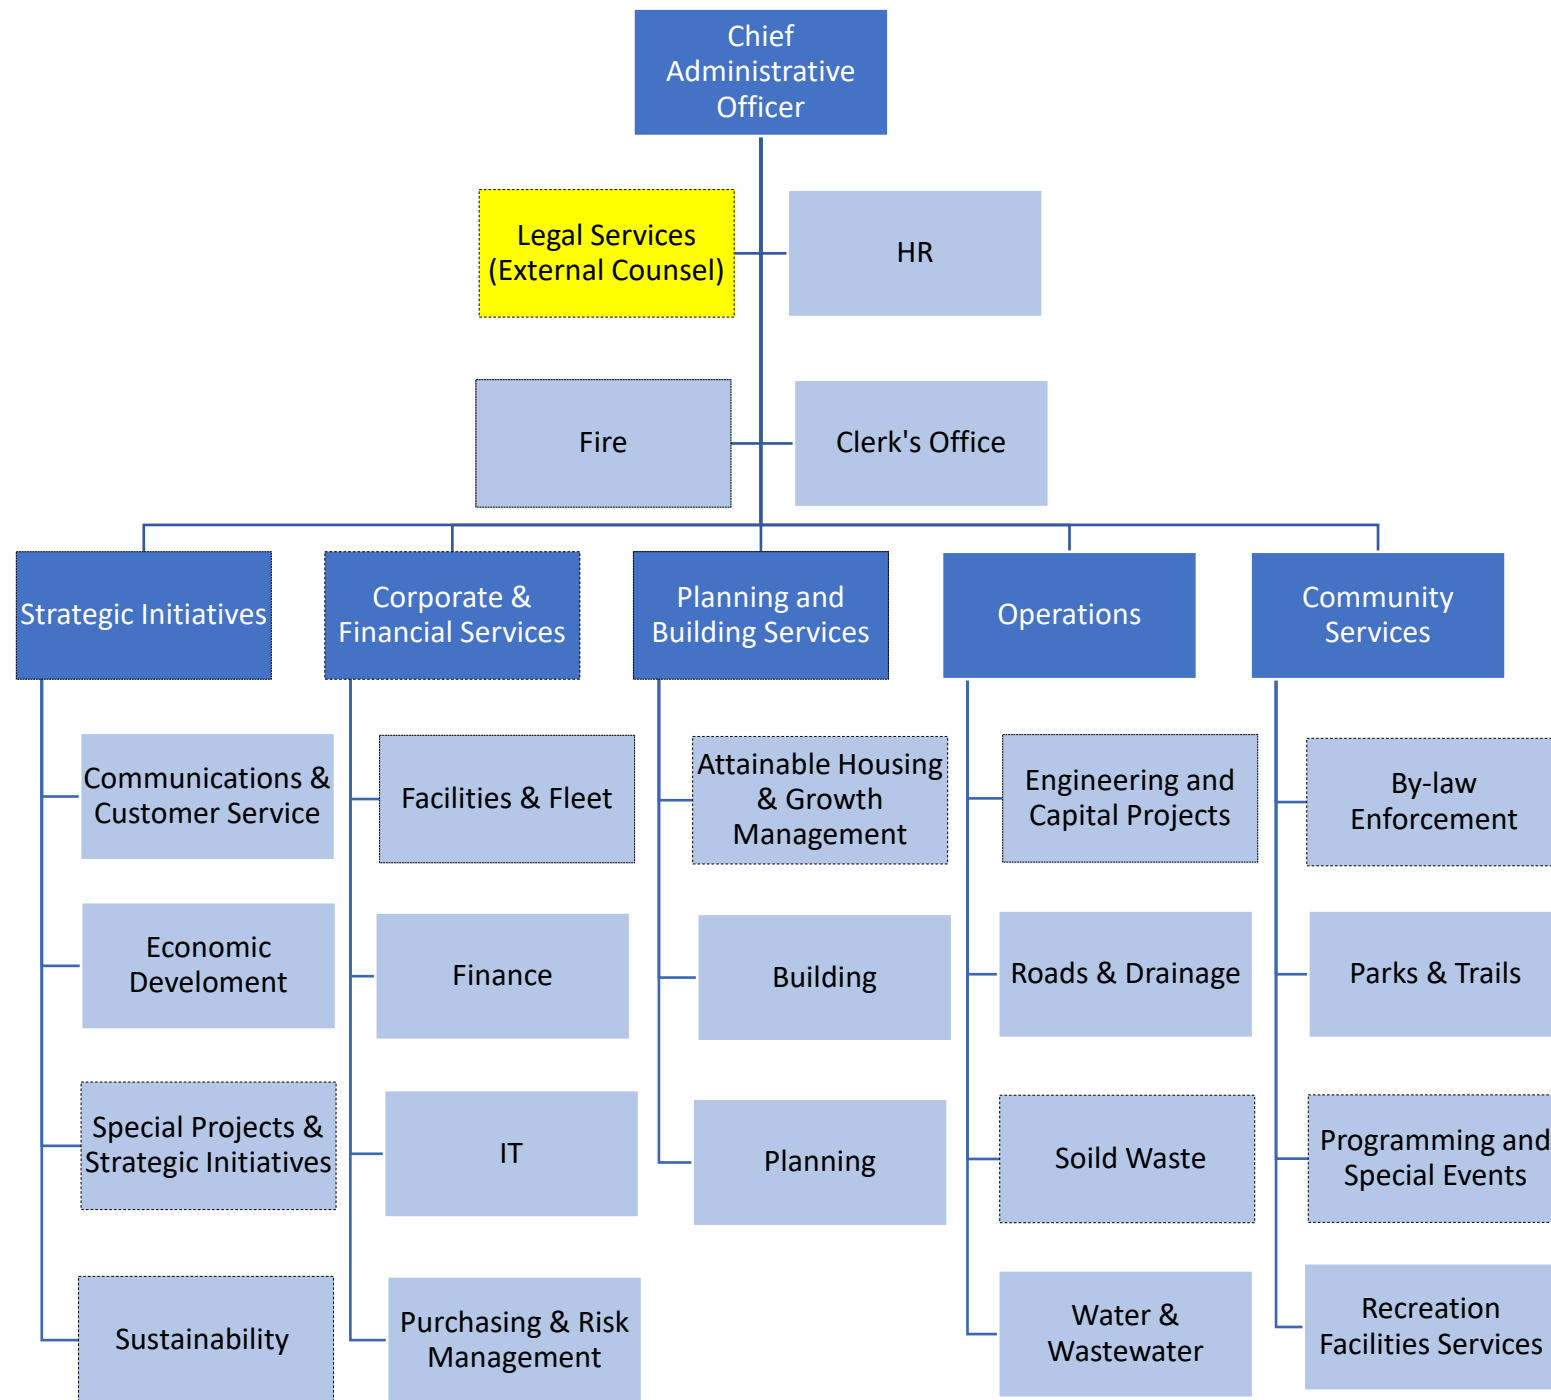 Chief
Administrative
Officer
Legal Services
(External Counsel)
HR
Fire
Clerk's Office
Strategic Initiatives
Corporate &
Financial Services
Planning and
Building Services
Operations
Community
Services
Communications &
Customer Service
Economic
Develoment
Special Projects &
Strategic Initiatives
Sustainability
Facilities & Fleet
Finance
IT
Purchasing & Risk
Management
Attainable Housing
& Growth
Management
Building
Planning
Engineering and
Capital Projects
Roads & Drainage
Soild Waste
Water &
Wastewater
By-law
Enforcement
Parks & Trails
Programming and
Special Events
Recreation
Facilities Services